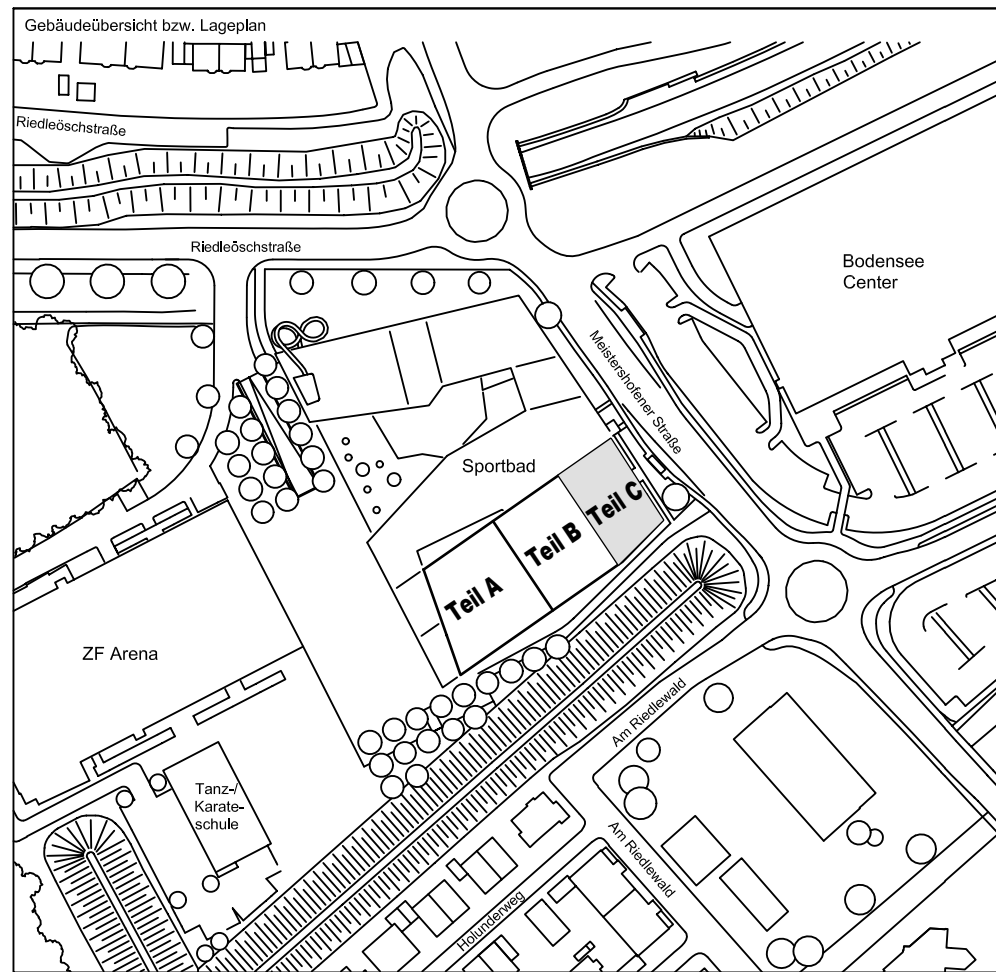 Gebäudeübersicht bzw. Lageplan
Riedleöschstraße
Riedleöschstraße
Bodensee
Center
Meistershofener Straße
Sportbad
Teil C
Teil B
Teil A
ZF Arena
Am Riedlewald
Tanz-/
Karate-
schule
Am Riedlewald
Holunderweg